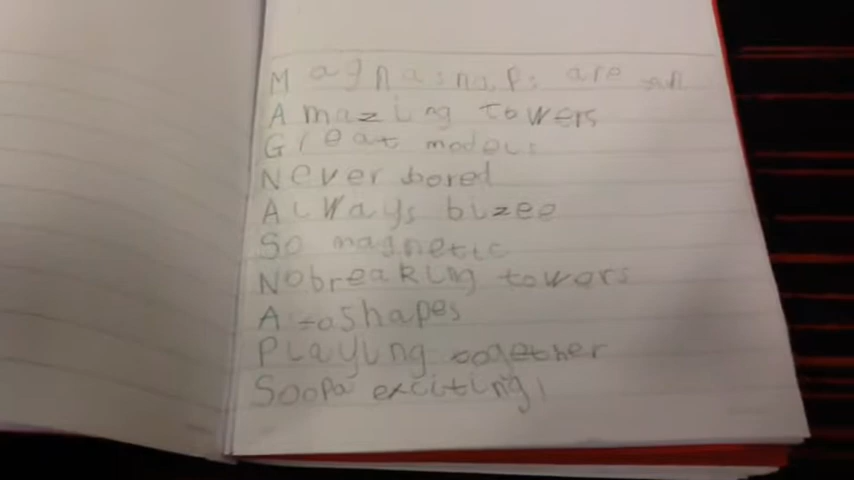 Magnasnaps are an
Amazing towers
Great models
Never bored
Always bizee
So magnetic
Nobreaking towers
A shapes
Playing together
Soopa exciting!